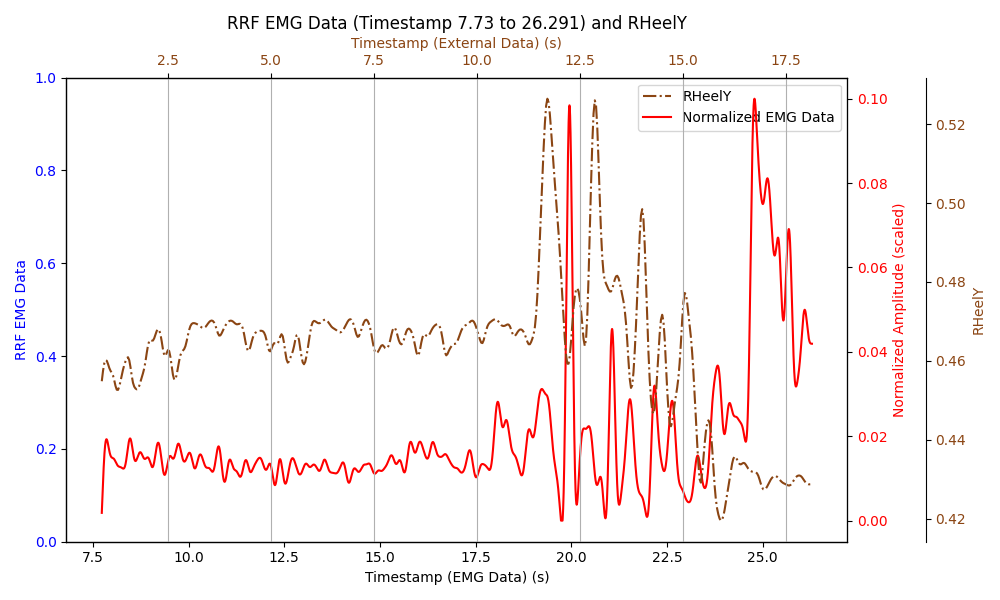 RRF EMG Data (Timestamp 7.73 to 26.291) and RHeelY
Timestamp (External Data) (s)
2.5 5.0 7.5 10.0 12.5 15.0 17.5
RHeelY
Normalized EMG Data
1.0
0.8
0.6
0.4
0.2
0.0
RRF EMG Data
0.10
0.08
0.06
0.04
0.02
0.00
Normalized Amplitude (scaled)
0.52
0.50
0.48
0.46
0.44
0.42
RHeelY
7.5 10.0 12.5 15.0 17.5 20.0 22.5 25.0
Timestamp (EMG Data) (s)